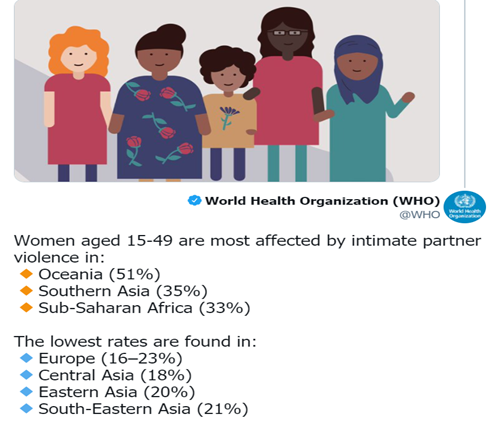 World Health Organization (WHO)
@WHO
World Health
Organization
Women aged 15-49 are most affected by intimate partner
violence in:
Oceania (51%)
Southern Asia (35%)
Sub-Saharan Africa (33%)
The lowest rates are found in:
Europe (16–23%)
Central Asia (18%)
Eastern Asia (20%)
South-Eastern Asia (21%)